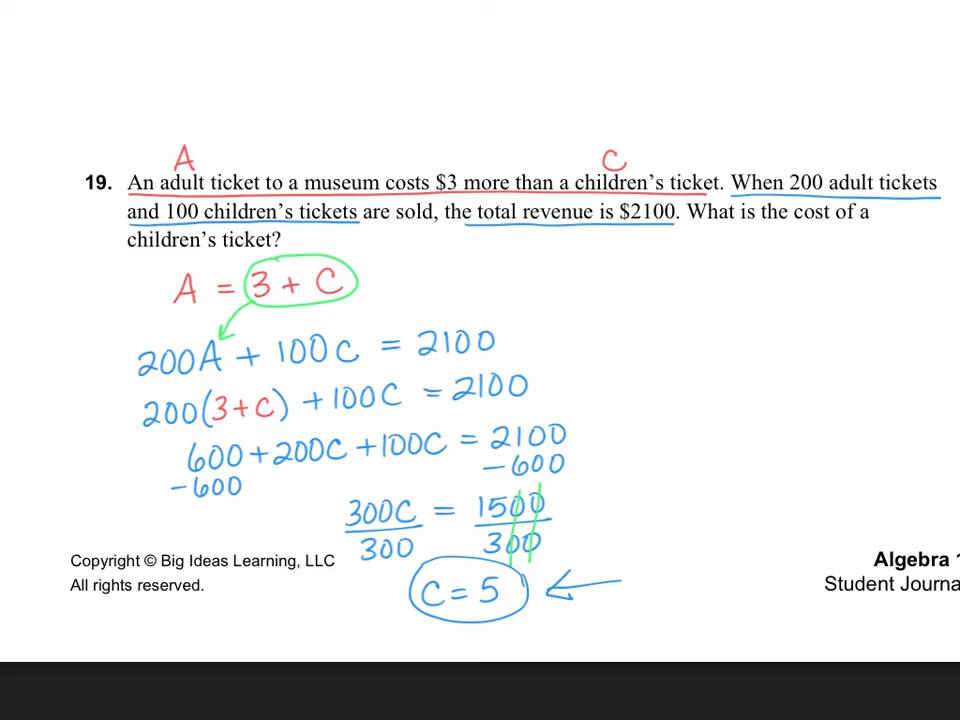 A C
19. An adult ticket to a museum costs $3 more than a children's ticket. When 200 adult tickets
and 100 children's tickets are sold, the total revenue is $2100. What is the cost of a
children's ticket?
A = 3 + C
200A + 100C = 2100
200(3+C) + 100C = 2100
600 + 200C + 100C = 2100
-600 -600
300C = 1500
300 300
C = 5
Copyright © Big Ideas Learning, LLC Algebra 1
All rights reserved. Student Journa